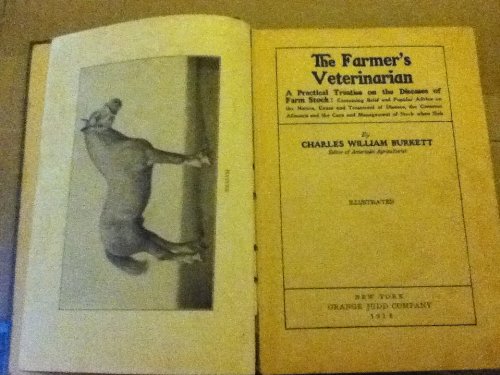 The Farmer's
Veterinarian
A Practical Treatise on the Diseases of
Farm Stock: Containing Brief and Popular Advice on
the Nature, Cause and Treatment of Disease, the Common
Ailments and the Care and Management of Stock when Sick
By
CHARLES WILLIAM BURKETT
Editor of American Agriculturist
ILLUSTRATED
NEW YORK
ORANGE JUDD COMPANY